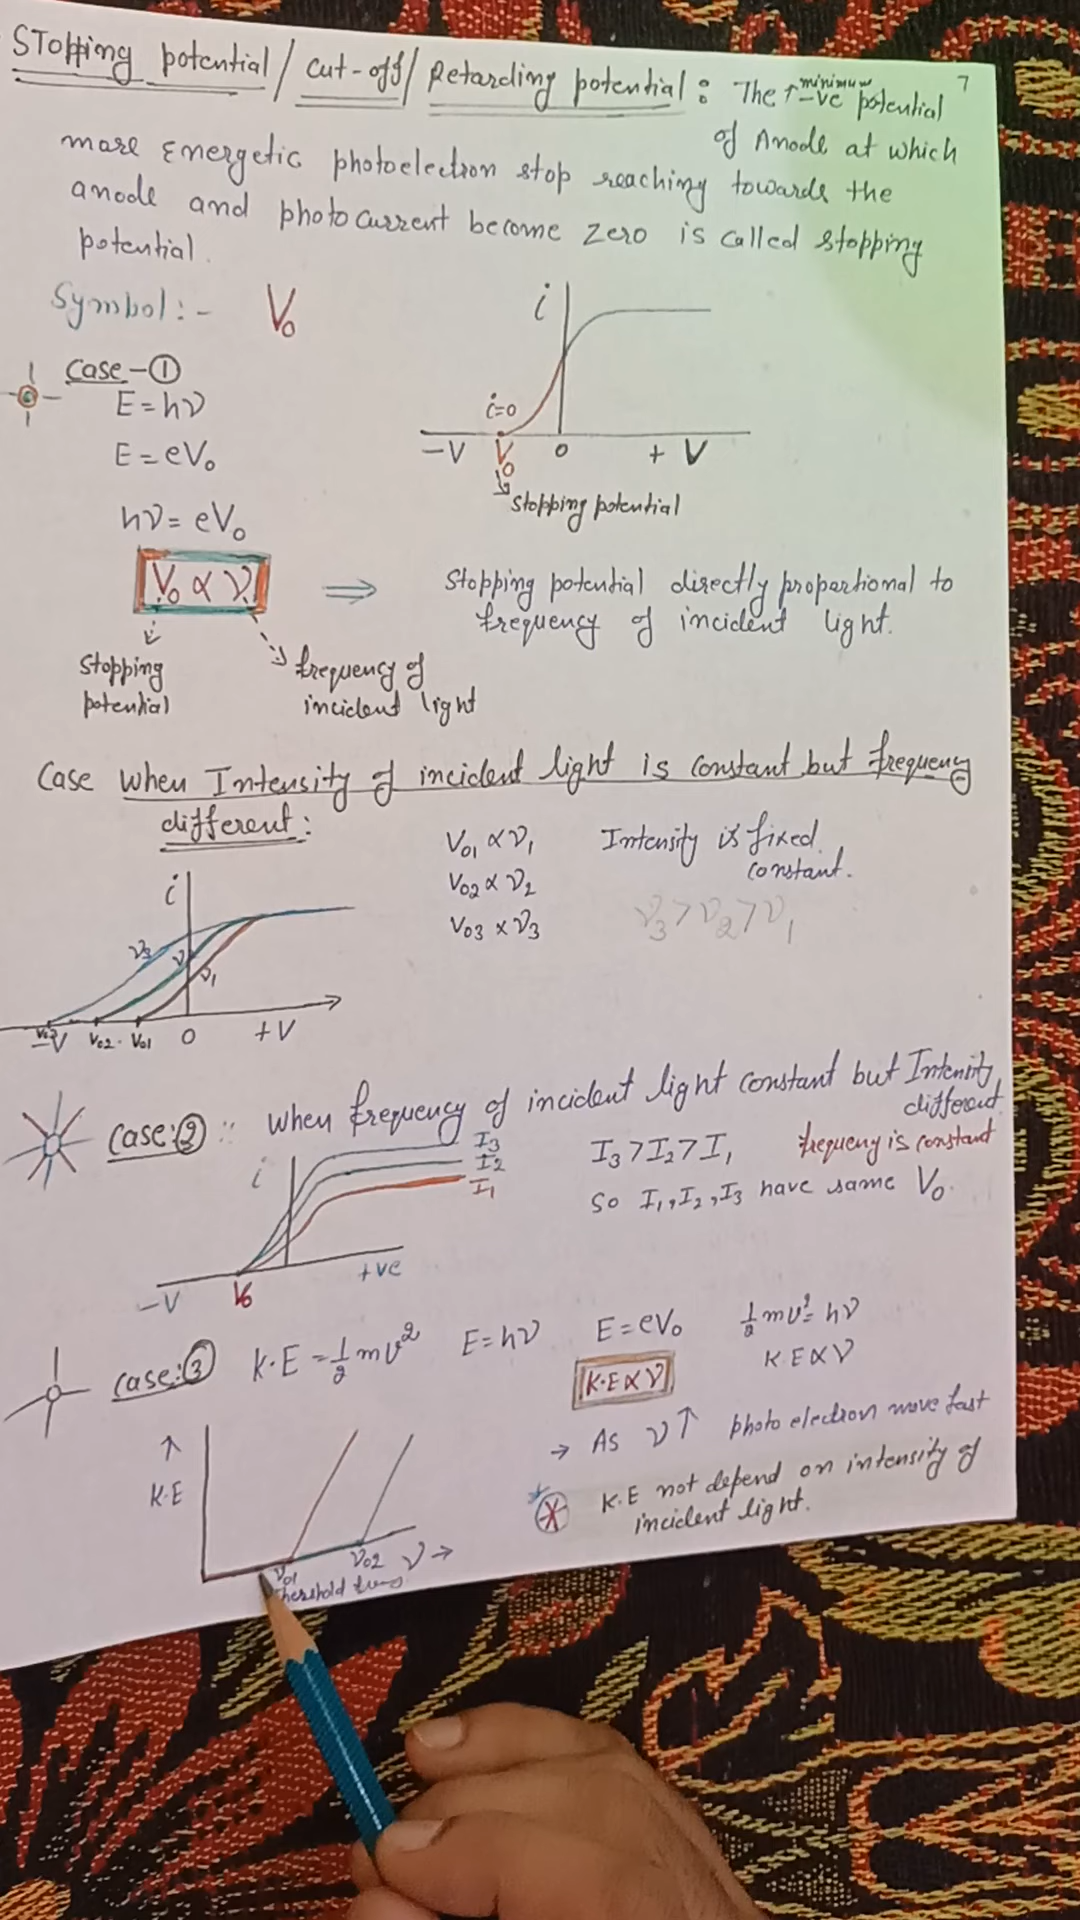 Stopping potential / Cut-off / Retarding potential : The minimum -ve potential 7
of Anode at which
more Energetic photoelectron stop reaching towards the
anode and photocurrent become zero is called stopping
potential.
Symbol :- V₀
i
i=0
-V V₀ 0 + V
Stopping potential
Case-①
E = hν
E = eV₀
hν = eV₀
V₀ ∝ ν ⇒ Stopping potential directly proportional to
frequency of incident light.
Stopping
potential
frequency of
incident light
Case when Intensity of incident light is constant but frequency
different:
V₀₁ ∝ ν₁ Intensity is fixed
constant.
V₀₂ ∝ ν₂
V₀₃ ∝ ν₃ ν₃ > ν₂ > ν₁
i
ν₃ ν ν₁
-V V₀₂ V₀₁ 0 +V
Case:② :: When frequency of incident light constant but Intenity
different
I₃ > I₂ > I₁ frequeny is constant
So I₁, I₂, I₃ have same V₀.
i
I₃
I₂
I₁
-V V₀ +ve
Case:③ K.E = ½ mv² E = hν E = eV₀ ½ mv² = hν
K.E ∝ ν K.E ∝ ν
→ As ν↑ photo electron move fast
K.E not depend on intensity of
incident light.
↑
K.E
ν₀₁ ν₀₂ ν →